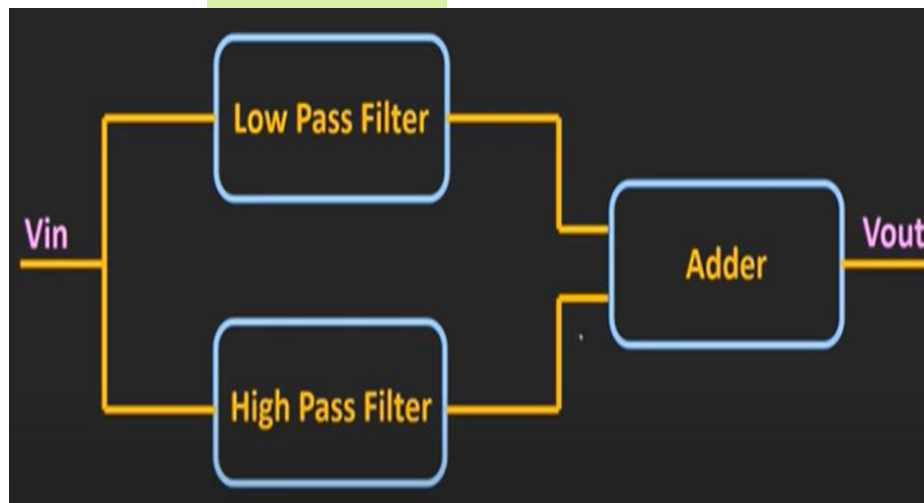 Low Pass Filter
Vin
Adder
Vout
High Pass Filter